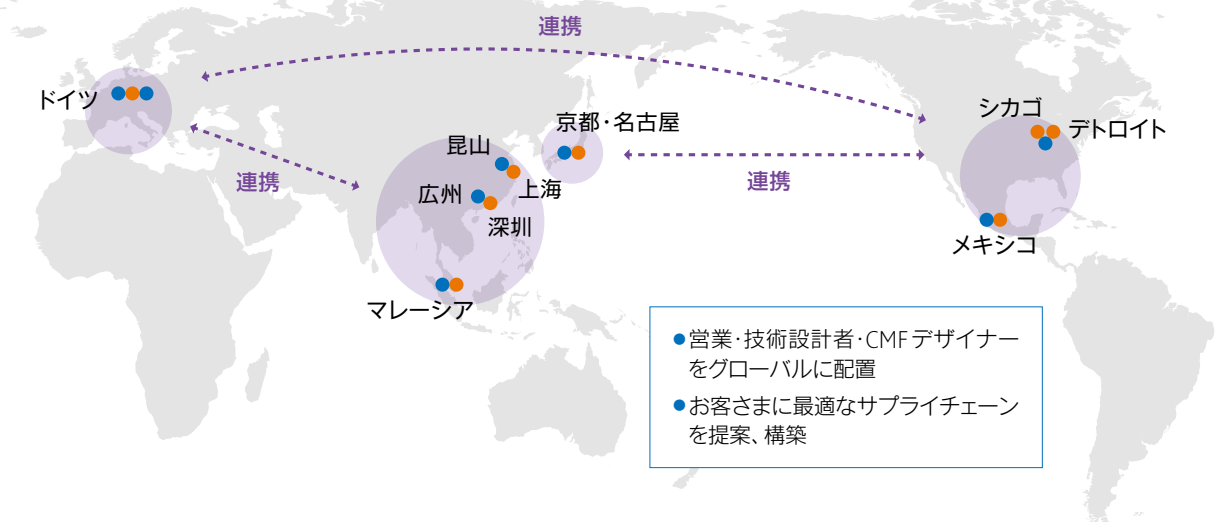 連携
ドイツ
シカゴ
デトロイト
京都・名古屋
昆山
上海
連携
連携
広州
深圳
メキシコ
マレーシア
●営業・技術設計者・CMFデザイナー
をグローバルに配置
●お客さまに最適なサプライチェーン
を提案、構築